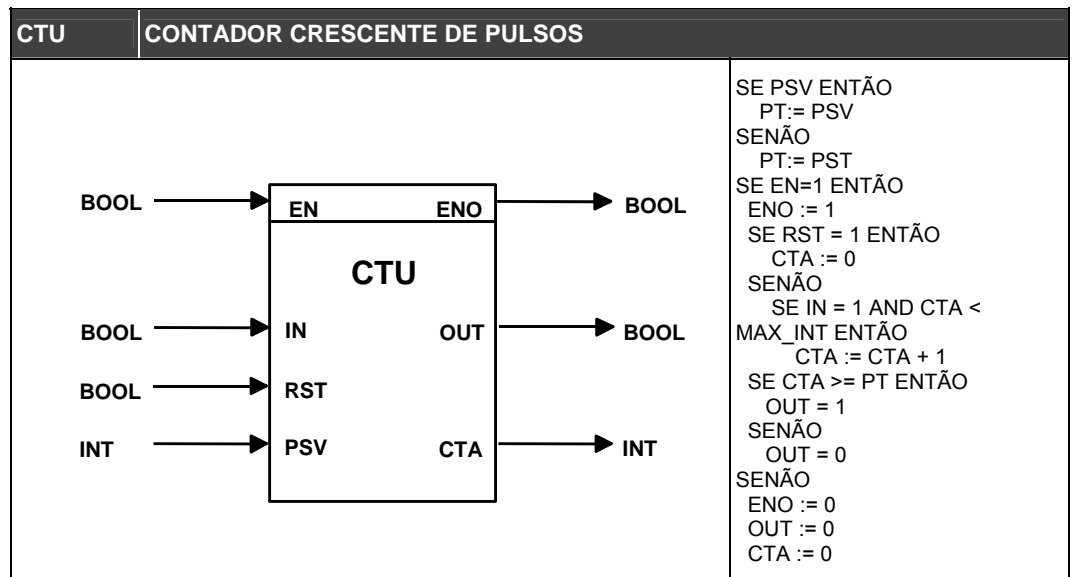 CTU CONTADOR CRESCENTE DE PULSOS
BOOL EN ENO BOOL
CTU
BOOL IN OUT BOOL
BOOL RST
INT PSV CTA INT
SE PSV ENTÃO
PT:= PSV
SENÃO
PT:= PST
SE EN=1 ENTÃO
ENO := 1
SE RST = 1 ENTÃO
CTA := 0
SENÃO
SE IN = 1 AND CTA <
MAX_INT ENTÃO
CTA := CTA + 1
SE CTA >= PT ENTÃO
OUT = 1
SENÃO
OUT = 0
SENÃO
ENO := 0
OUT := 0
CTA := 0